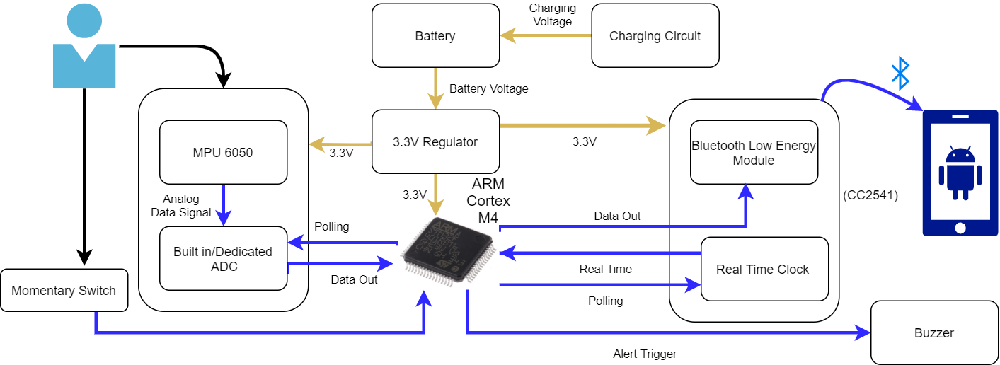 Charging
Voltage
Battery
Charging Circuit
Battery Voltage
MPU 6050
3.3V
3.3V Regulator
3.3V
Bluetooth Low Energy
Module
3.3V
ARM
Cortex
M4
(CC2541)
Analog
Data Signal
Data Out
Polling
ARM
Built in/Dedicated
ADC
Data Out
Real Time
Real Time Clock
Momentary Switch
Polling
Buzzer
Alert Trigger